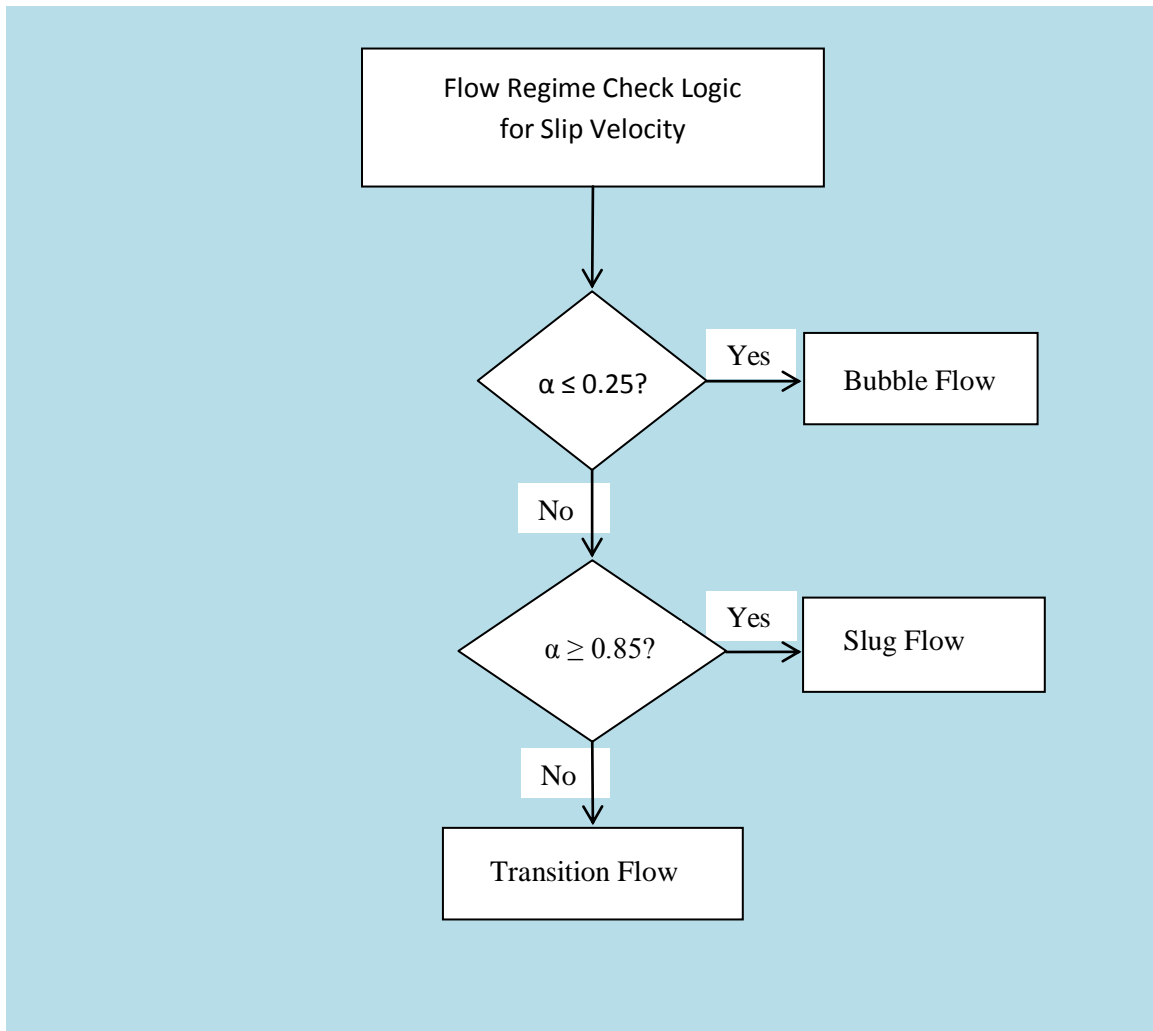 Flow Regime Check Logic
for Slip Velocity
α ≤ 0.25?
Yes
Bubble Flow
No
α ≥ 0.85?
Yes
Slug Flow
No
Transition Flow